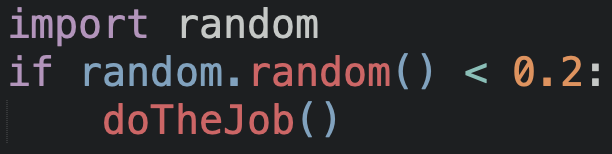 import random
if random.random() < 0.2:
    doTheJob()